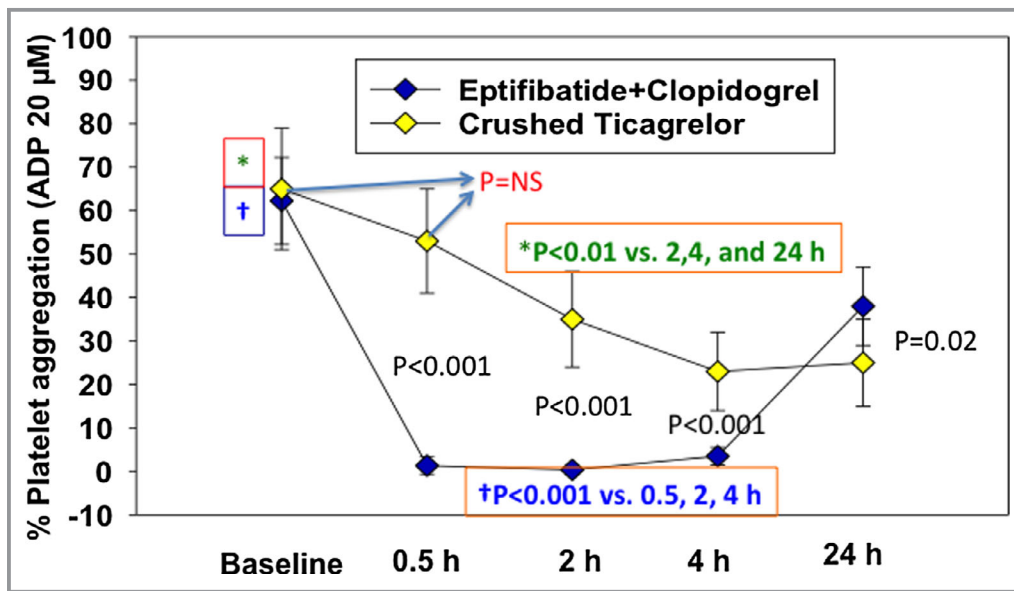 % Platelet aggregation (ADP 20 µM)
100
90
80
70
60
50
40
30
20
10
0
-10
Eptifibatide+Clopidogrel
Crushed Ticagrelor
*
†
P=NS
*P<0.01 vs. 2,4, and 24 h
P<0.001
P<0.001
P<0.001
P=0.02
†P<0.001 vs. 0.5, 2, 4 h
Baseline
0.5 h
2 h
4 h
24 h